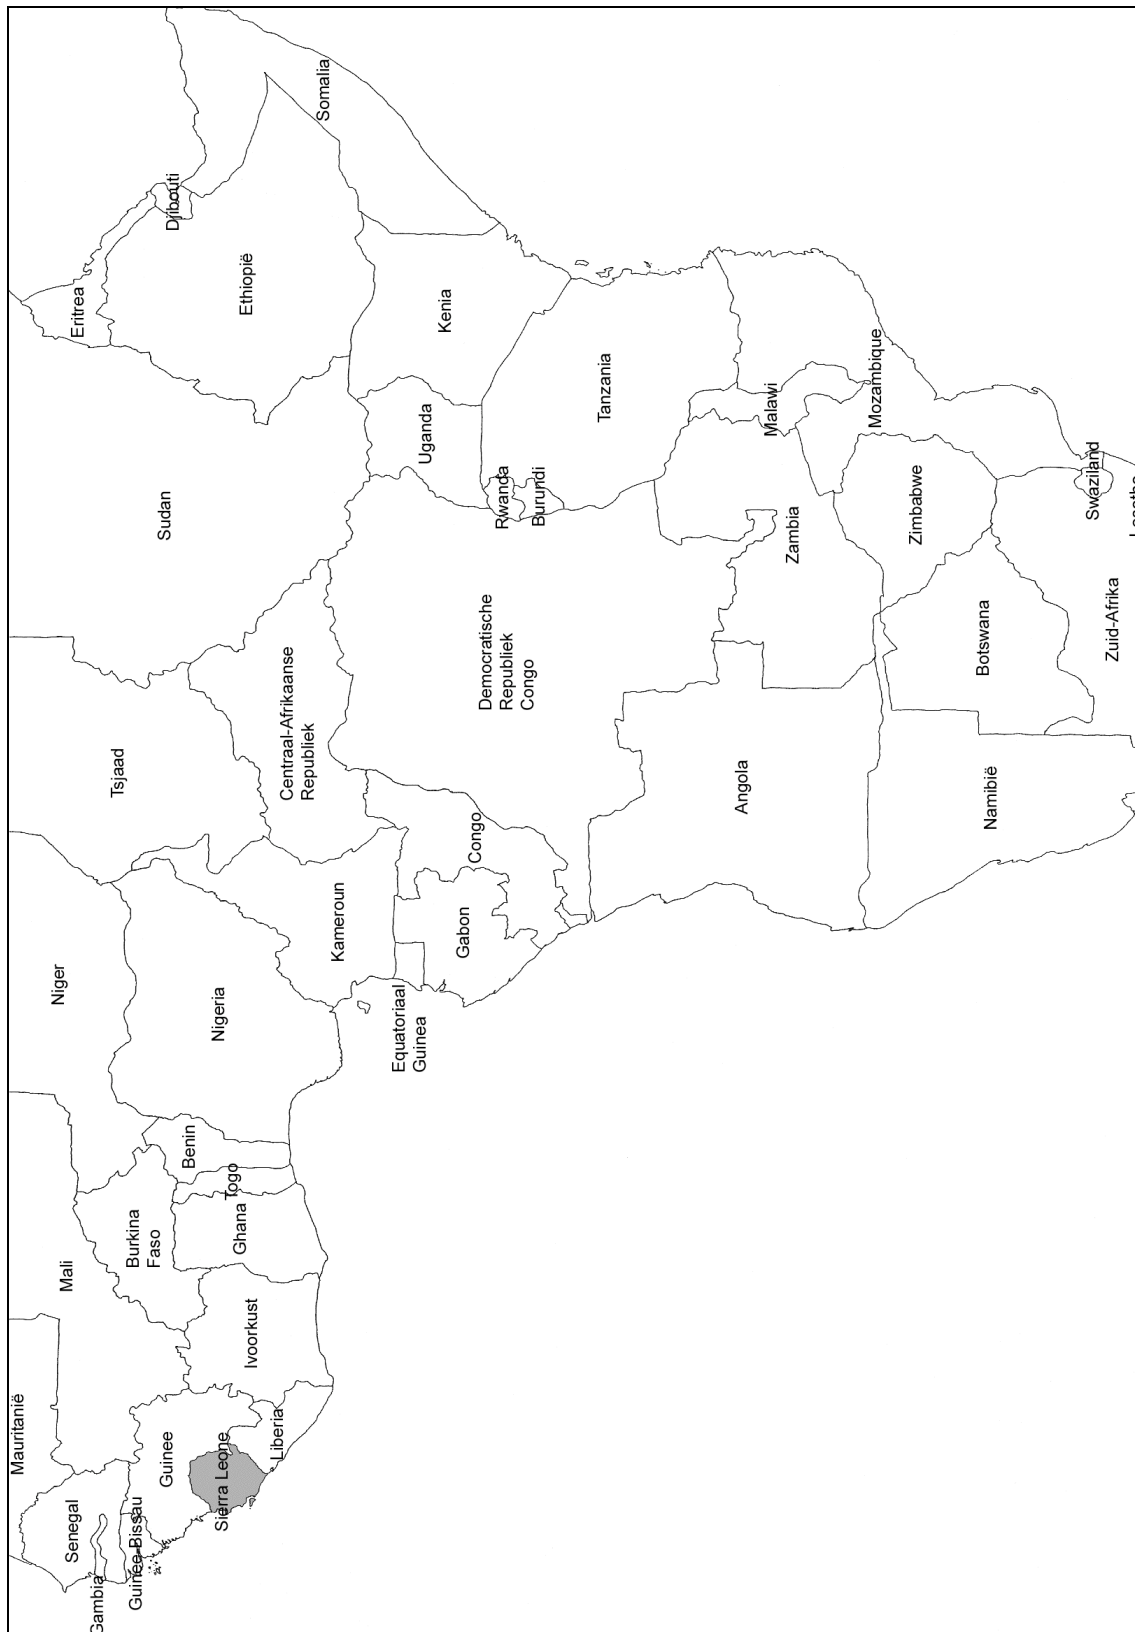 Mauritanië
Mali
Niger
Tsjaad
Sudan
Eritrea
Djibouti
Senegal
Gambia
Guinee-Bissau
Guinee
Sierra Leone
Liberia
Ivoorkust
Burkina
Faso
Ghana
Togo
Benin
Nigeria
Kameroun
Centraal-Afrikaanse
Republiek
Ethiopië
Somalia
Equatoriaal
Guinea
Gabon
Congo
Democratische
Republiek
Congo
Uganda
Kenia
Rwanda
Burundi
Tanzania
Angola
Zambia
Malawi
Mozambique
Namibië
Botswana
Zimbabwe
Zuid-Afrika
Swaziland